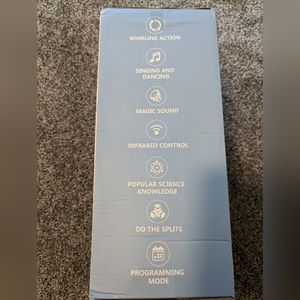 WHIRLING ACTION
SINGING AND
DANCING
MAGIC SOUND
INFRARED CONTROL
POPULAR SCIENCE
KNOWLEDGE
DO THE SPLITS
PROGRAMMING
MODE